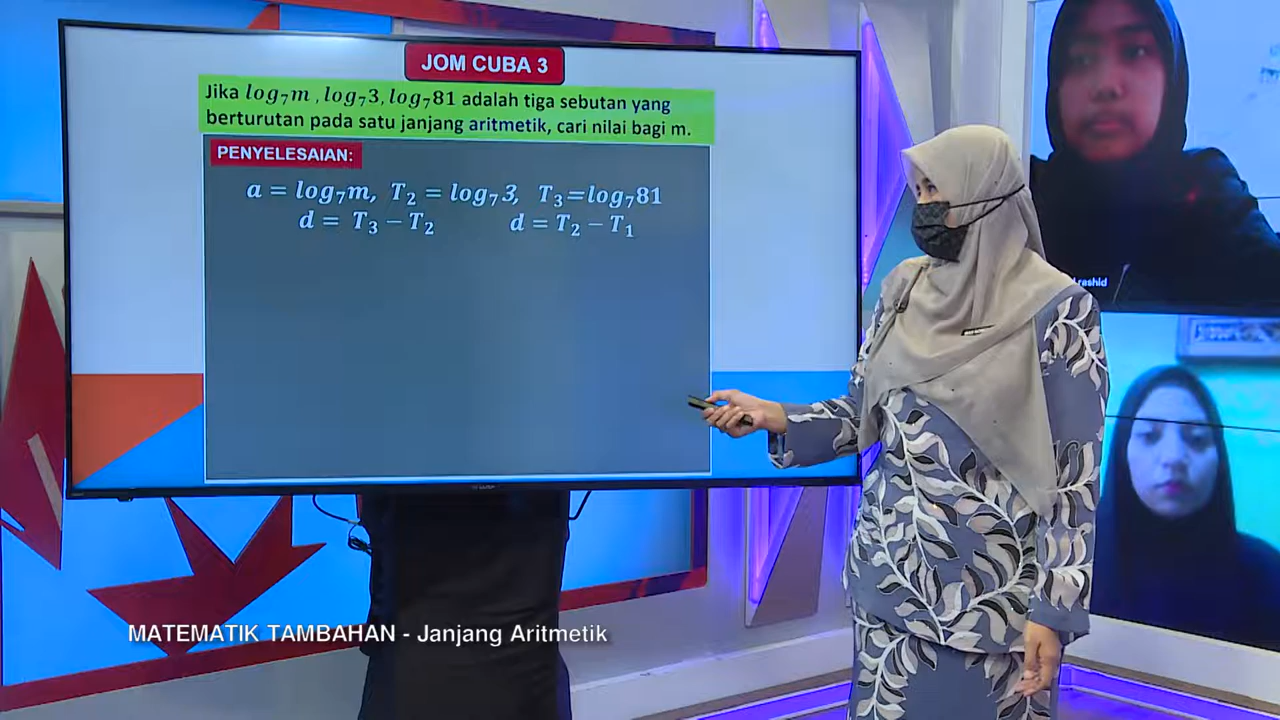 JOM CUBA 3
Jika log₇m , log₇3, log₇81 adalah tiga sebutan yang
berturutan pada satu janjang aritmetik, cari nilai bagi m.
PENYELESAIAN:
a = log₇m, T₂ = log₇3, T₃=log₇81
d = T₃ − T₂ d = T₂ − T₁
rashid
MATEMATIK TAMBAHAN - Janjang Aritmetik